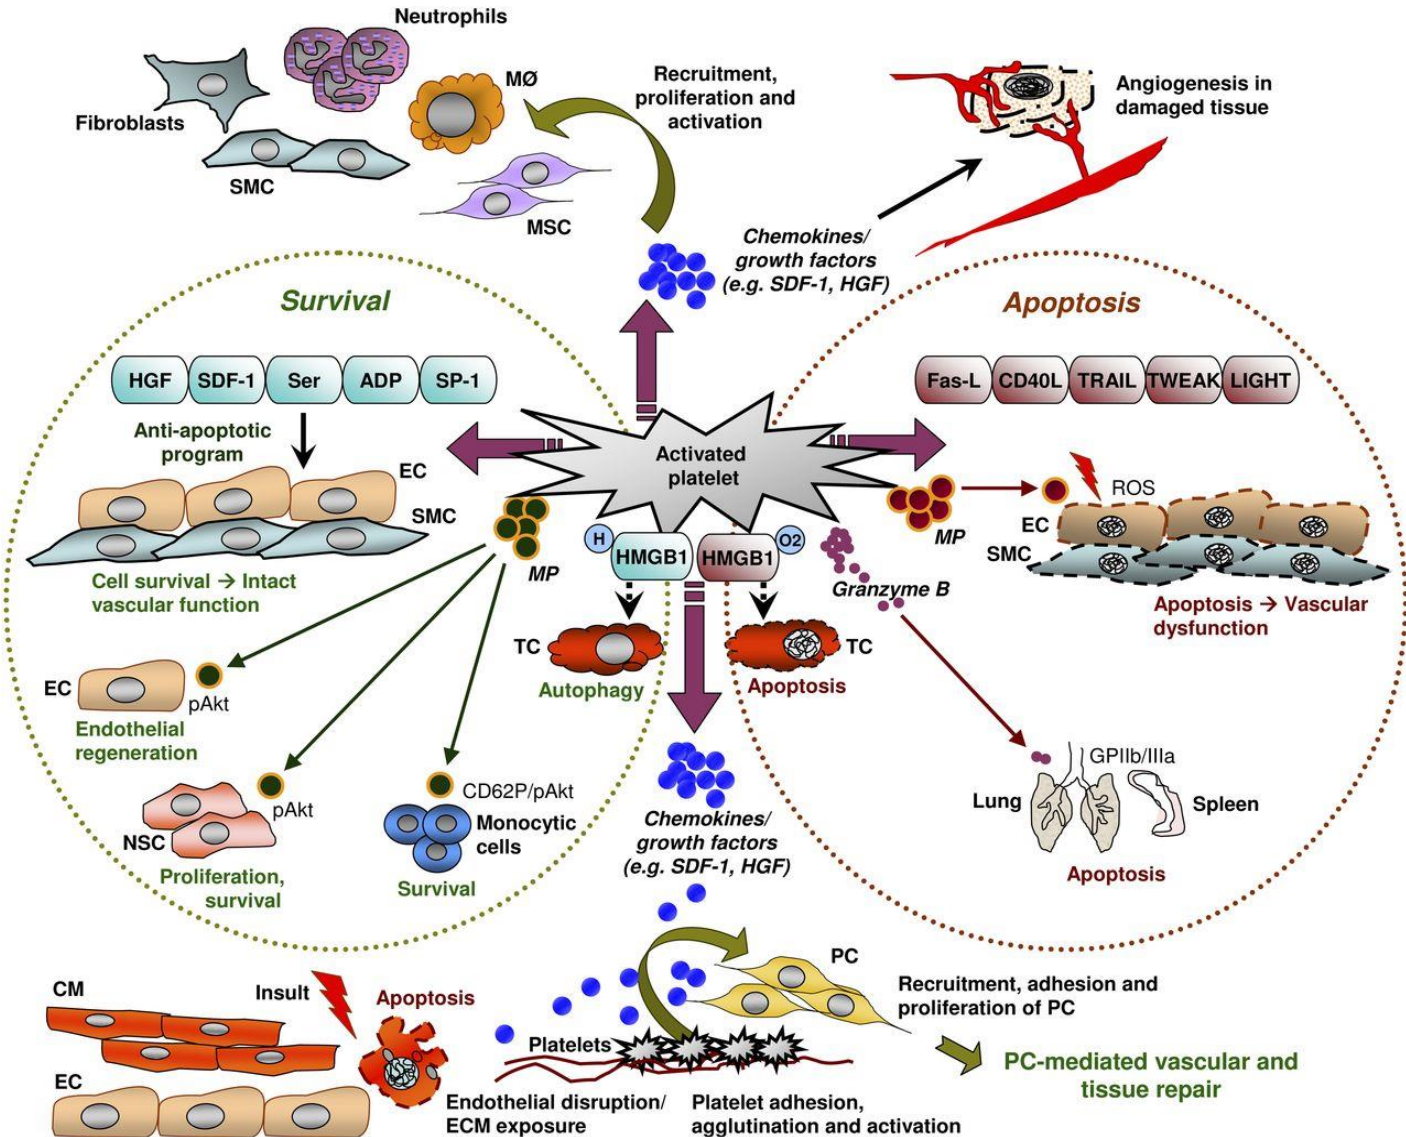 Neutrophils
Fibroblasts
MØ
SMC
MSC
Recruitment,
proliferation and
activation
Angiogenesis in
damaged tissue
Chemokines/
growth factors
(e.g. SDF-1, HGF)
Survival
HGF SDF-1 Ser ADP SP-1
Anti-apoptotic
program
EC
SMC
Cell survival → Intact
vascular function
MP
EC
pAkt
Endothelial
regeneration
pAkt
NSC
Proliferation,
survival
CD62P/pAkt
Monocytic
cells
Survival
Activated
platelet
H
HMGB1
HMGB1
O2
TC
Autophagy
TC
Apoptosis
Apoptosis
Fas-L CD40L TRAIL TWEAK LIGHT
MP
ROS
EC
SMC
Granzyme B
Apoptosis → Vascular
dysfunction
GPIIb/IIIa
Lung
Spleen
Apoptosis
Chemokines/
growth factors
(e.g. SDF-1, HGF)
CM
Insult
Apoptosis
EC
Platelets
Endothelial disruption/
ECM exposure
Platelet adhesion,
agglutination and activation
PC
Recruitment, adhesion and
proliferation of PC
PC-mediated vascular and
tissue repair